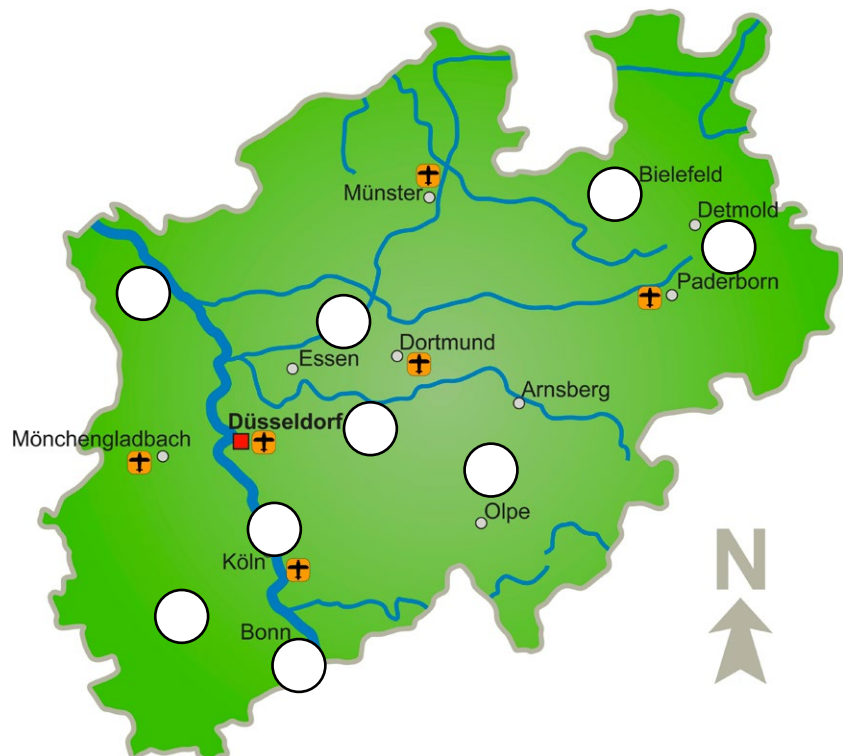 Bielefeld
Münster
Detmold
Paderborn
Dortmund
Essen
Arnsberg
Düsseldorf
Mönchengladbach
Olpe
Köln
Bonn
N